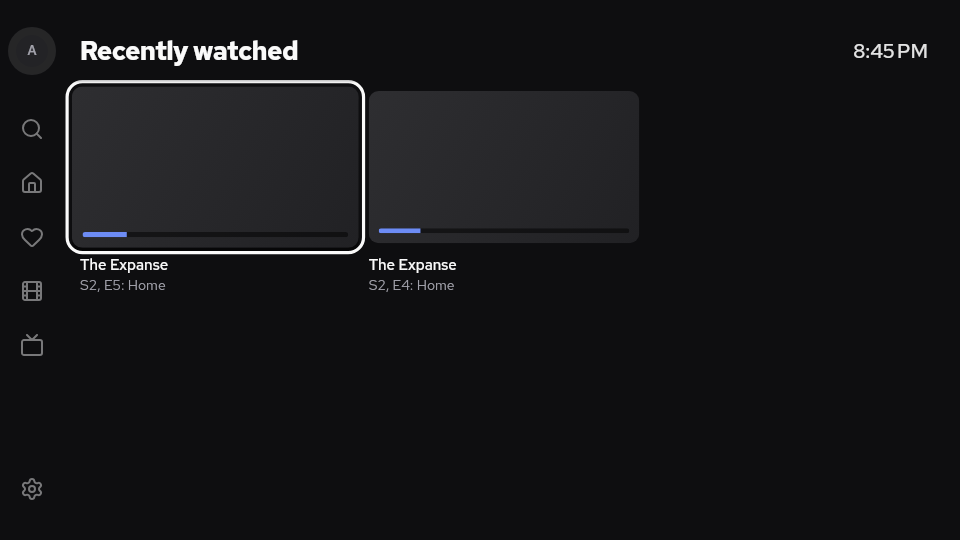 A
Recently watched
8:45 PM
The Expanse
S2, E5: Home
The Expanse
S2, E4: Home